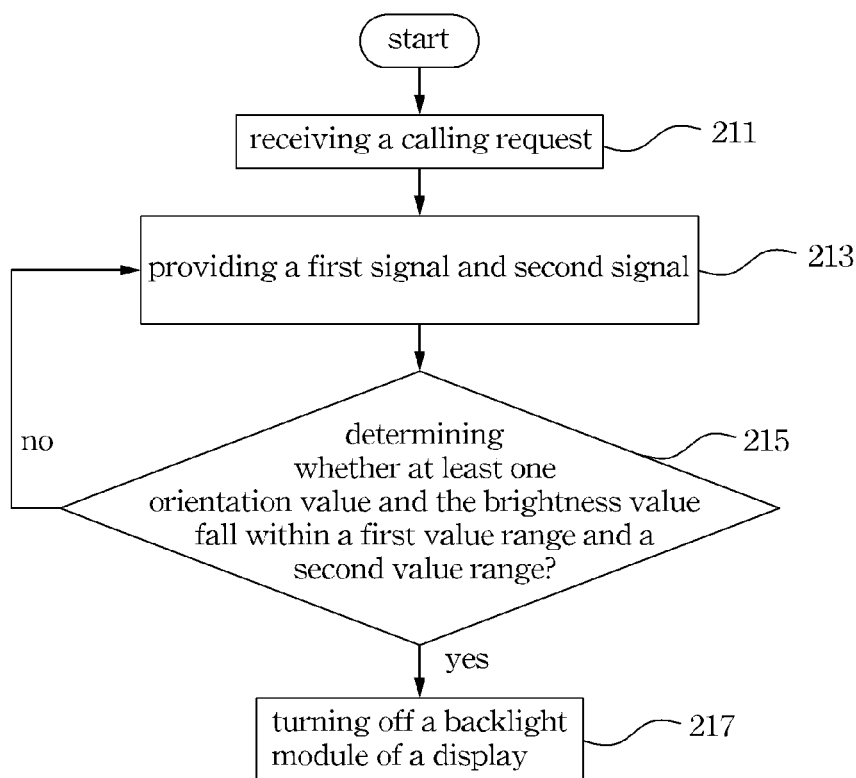 start
receiving a calling request
211
providing a first signal and second signal
213
no
determining
whether at least one
orientation value and the brightness value
fall within a first value range and a
second value range?
215
yes
turning off a backlight
module of a display
217